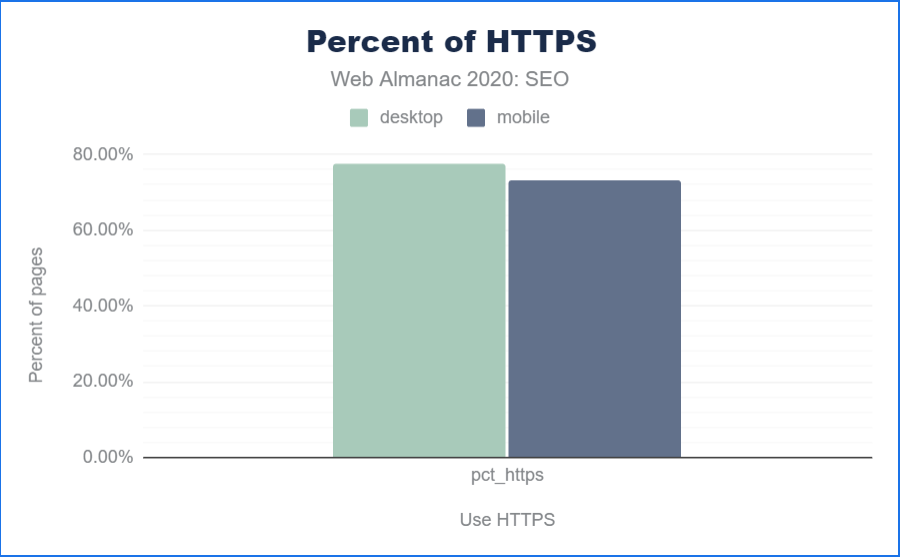 Percent of HTTPS
Web Almanac 2020: SEO
desktop mobile
80.00%
60.00%
40.00%
20.00%
0.00%
Percent of pages
pct_https
Use HTTPS